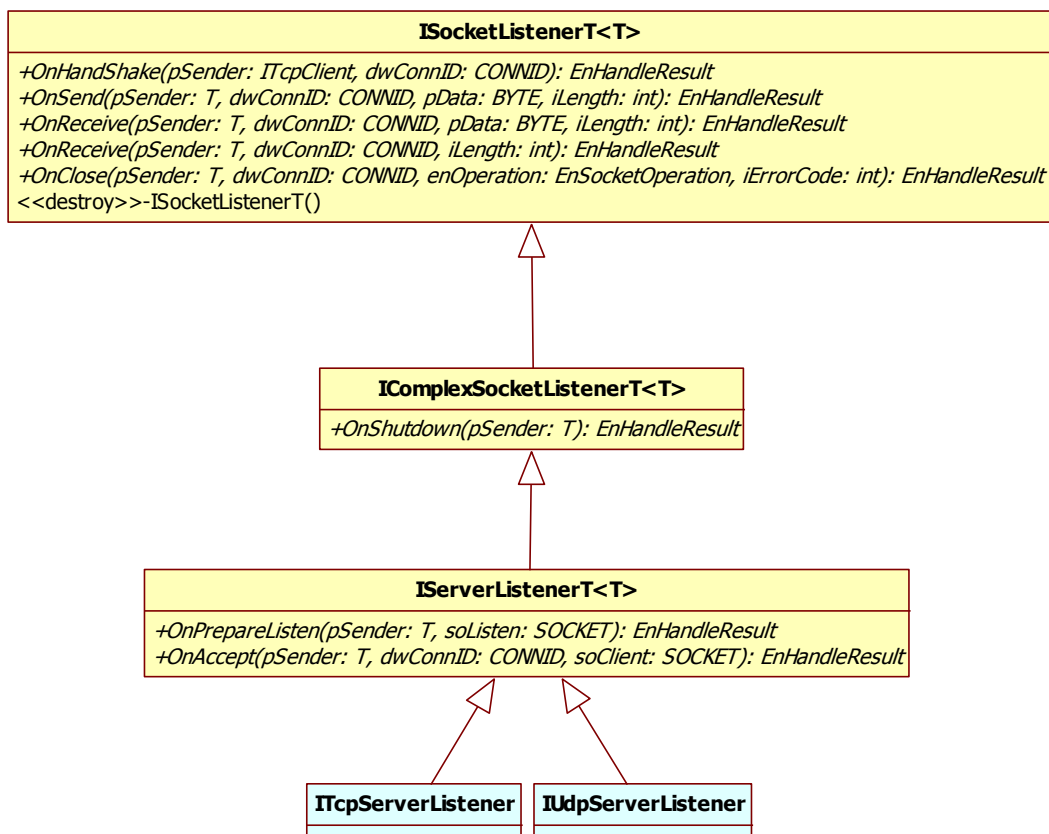 ISocketListenerT<T>
+OnHandShake(pSender: ITcpClient, dwConnID: CONNID): EnHandleResult
+OnSend(pSender: T, dwConnID: CONNID, pData: BYTE, iLength: int): EnHandleResult
+OnReceive(pSender: T, dwConnID: CONNID, pData: BYTE, iLength: int): EnHandleResult
+OnReceive(pSender: T, dwConnID: CONNID, iLength: int): EnHandleResult
+OnClose(pSender: T, dwConnID: CONNID, enOperation: EnSocketOperation, iErrorCode: int): EnHandleResult
<<destroy>>-ISocketListenerT()
IComplexSocketListenerT<T>
+OnShutdown(pSender: T): EnHandleResult
IServerListenerT<T>
+OnPrepareListen(pSender: T, soListen: SOCKET): EnHandleResult
+OnAccept(pSender: T, dwConnID: CONNID, soClient: SOCKET): EnHandleResult
ITcpServerListener
IUdpServerListener